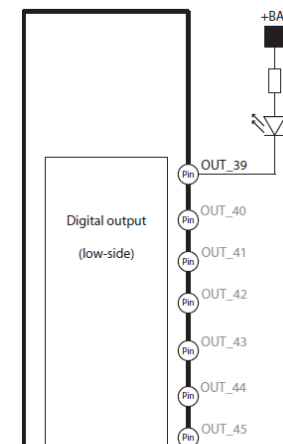 +BA
OUT_39
Pin
Digital output
(low-side)
OUT_40
Pin
OUT_41
Pin
OUT_42
Pin
OUT_43
Pin
OUT_44
Pin
OUT_45
Pin